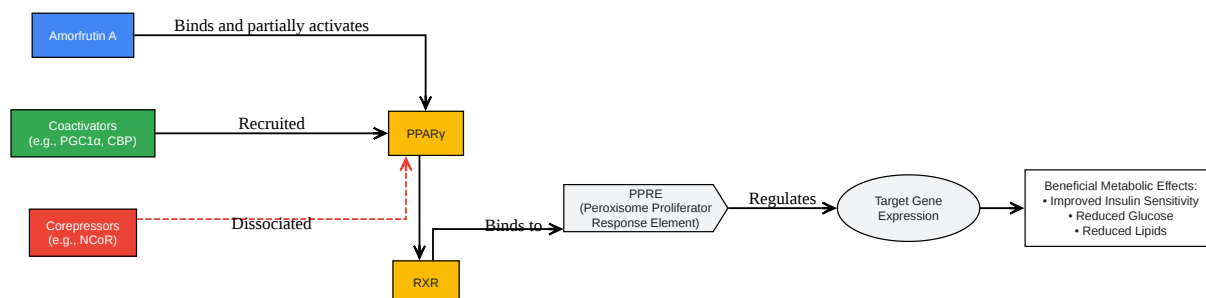 Amorfrutin A
Binds and partially activates
Coactivators
(e.g., PGC1α, CBP)
Recruited
PPARγ
Corepressors
(e.g., NCoR)
Dissociated
RXR
Binds to
PPRE
(Peroxisome Proliferator
Response Element)
Regulates
Target Gene
Expression
Beneficial Metabolic Effects:
• Improved Insulin Sensitivity
• Reduced Glucose
• Reduced Lipids